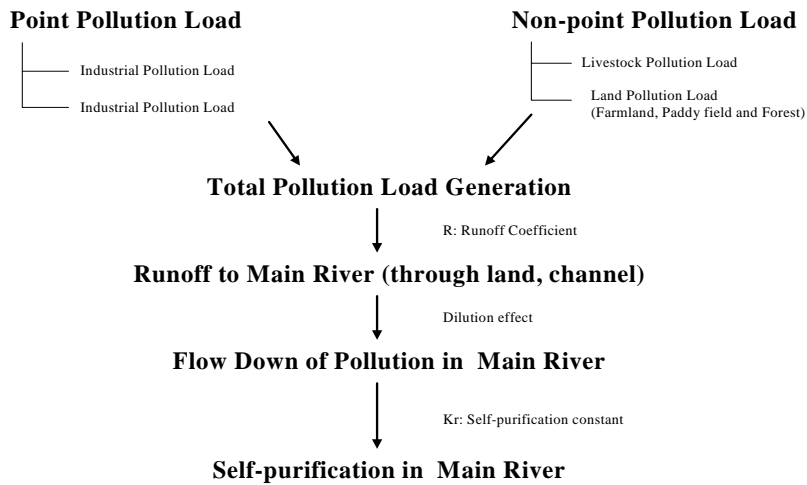 Point Pollution Load
Industrial Pollution Load
Industrial Pollution Load
Non-point Pollution Load
Livestock Pollution Load
Land Pollution Load
(Farmland, Paddy field and Forest)
Total Pollution Load Generation
R: Runoff Coefficient
Runoff to Main River (through land, channel)
Dilution effect
Flow Down of Pollution in Main River
Kr: Self-purification constant
Self-purification in Main River